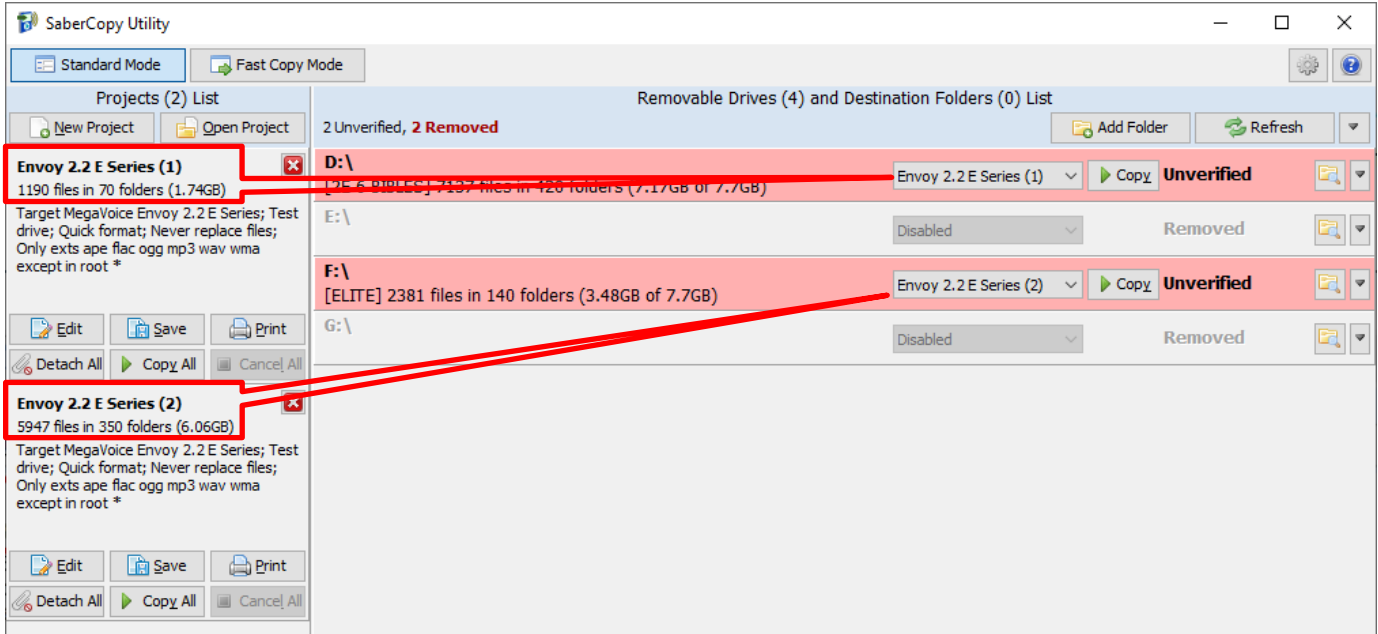 SaberCopy Utility
Standard Mode Fast Copy Mode
Projects (2) List
New Project Open Project
Envoy 2.2 E Series (1)
1190 files in 70 folders (1.74GB)
Target MegaVoice Envoy 2.2 E Series; Test
drive; Quick format; Never replace files;
Only exts ape flac ogg mp3 wav wma
except in root *
Edit Save Print
Detach All Copy All Cancel All
Envoy 2.2 E Series (2)
5947 files in 350 folders (6.06GB)
Target MegaVoice Envoy 2.2 E Series; Test
drive; Quick format; Never replace files;
Only exts ape flac ogg mp3 wav wma
except in root *
Edit Save Print
Detach All Copy All Cancel All
Removable Drives (4) and Destination Folders (0) List
2 Unverified, 2 Removed Add Folder Refresh
D:\
[2E 6 BIBLES] 7137 files in 420 folders (7.17GB of 7.7GB)
Envoy 2.2 E Series (1) Copy Unverified
E:\
Disabled Removed
F:\
[ELITE] 2381 files in 140 folders (3.48GB of 7.7GB)
Envoy 2.2 E Series (2) Copy Unverified
G:\
Disabled Removed